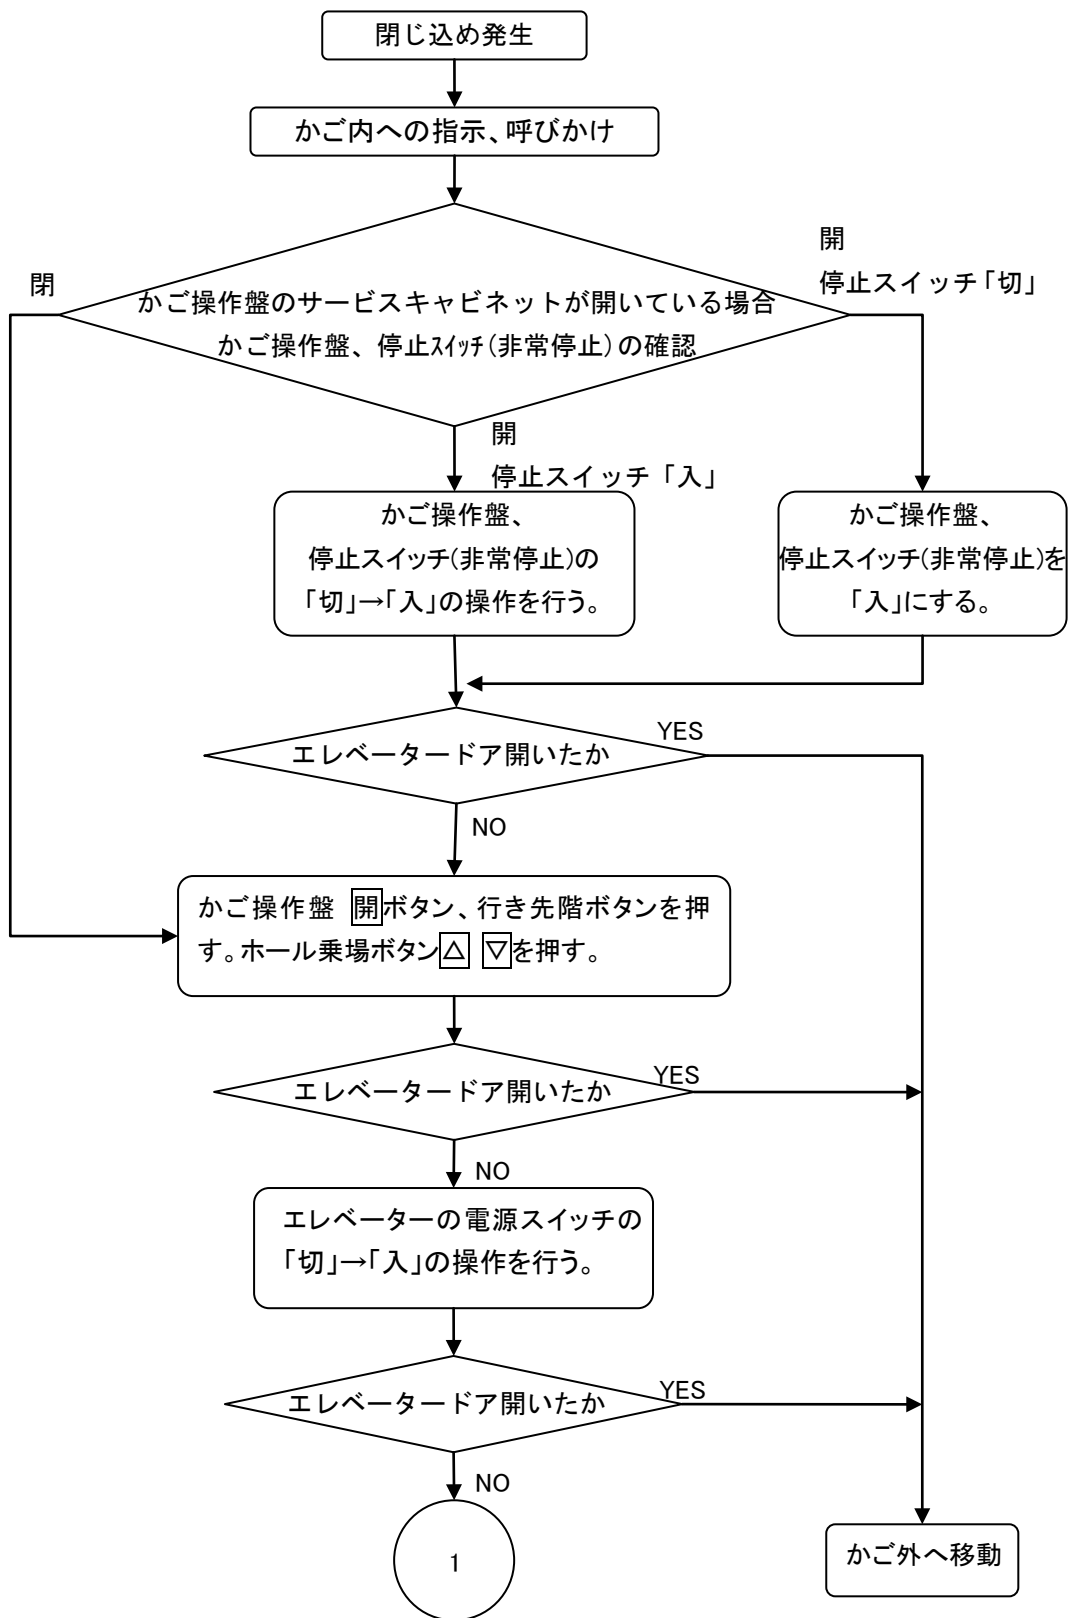 閉じ込め発生
かご内への指示、呼びかけ
開
停止スイッチ「切」
閉
かご操作盤のサービスキャビネットが開いている場合
かご操作盤、停止ｽｲｯﾁ(非常停止)の確認
開
停止スイッチ「入」
かご操作盤、
停止スイッチ(非常停止)の
「切」→「入」の操作を行う。
かご操作盤、
停止スイッチ(非常停止)を
「入」にする。
エレベータードア開いたか
YES
NO
かご操作盤 開ボタン、行き先階ボタンを押
す。ホール乗場ボタン△ ▽を押す。
エレベータードア開いたか
YES
NO
エレベーターの電源スイッチの
「切」→「入」の操作を行う。
エレベータードア開いたか
YES
NO
1
かご外へ移動